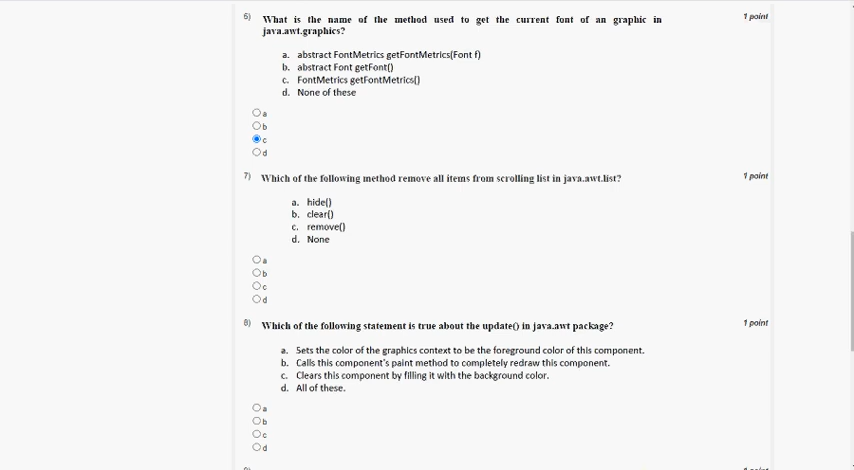 6) What is the name of the method used to get the current font of an graphic in 1 point
java.awt.graphics?
a. abstract FontMetrics getFontMetrics(Font f)
b. abstract Font getFont()
c. FontMetrics getFontMetrics()
d. None of these
a
b
c
d
7) Which of the following method remove all items from scrolling list in java.awt.list? 1 point
a. hide()
b. clear()
c. remove()
d. None
a
b
c
d
8) Which of the following statement is true about the update() in java.awt package? 1 point
a. Sets the color of the graphics context to be the foreground color of this component.
b. Calls this component's paint method to completely redraw this component.
c. Clears this component by filling it with the background color.
d. All of these.
a
b
c
d